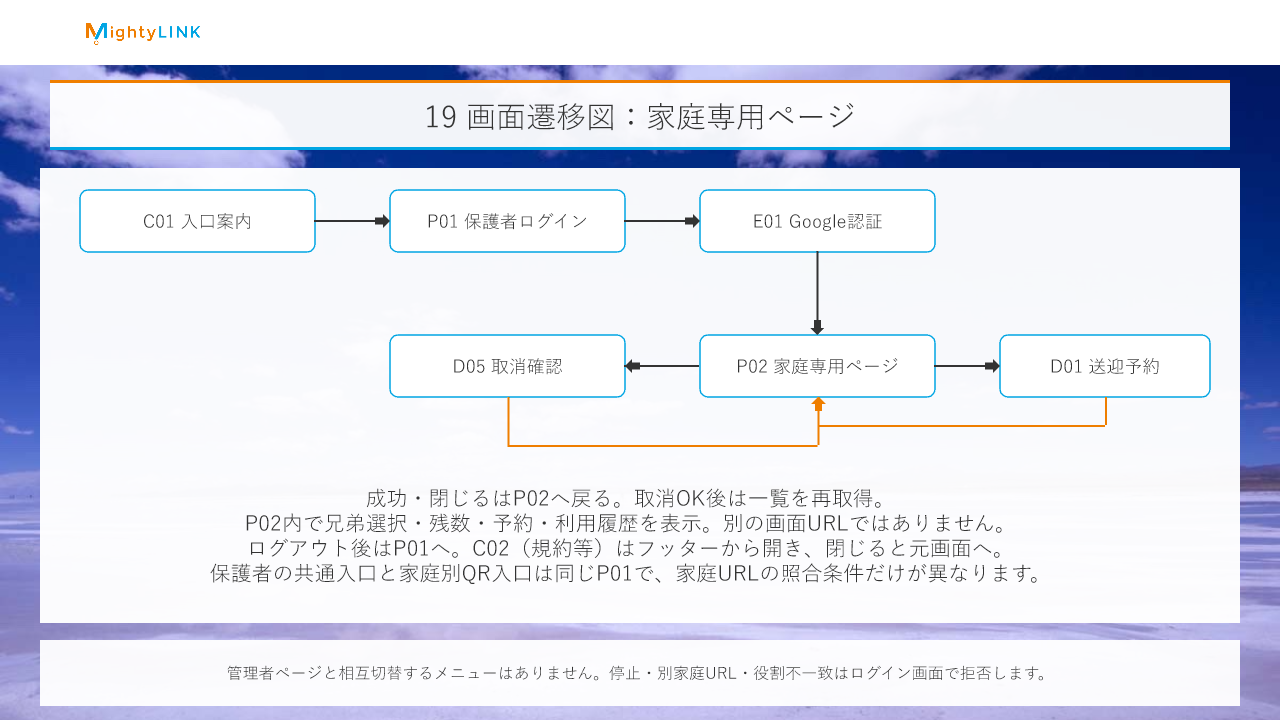 MightyLINK
19 画面遷移図：家庭専用ページ
C01 入口案内
P01 保護者ログイン
E01 Google認証
D05 取消確認
P02 家庭専用ページ
D01 送迎予約
成功・閉じるはP02へ戻る。取消OK後は一覧を再取得。
P02内で兄弟選択・残数・予約・利用履歴を表示。別の画面URLではありません。
ログアウト後はP01へ。C02（規約等）はフッターから開き、閉じると元画面へ。
保護者の共通入口と家庭別QR入口は同じP01で、家庭URLの照合条件だけが異なります。
管理者ページと相互切替するメニューはありません。停止・別家庭URL・役割不一致はログイン画面で拒否します。